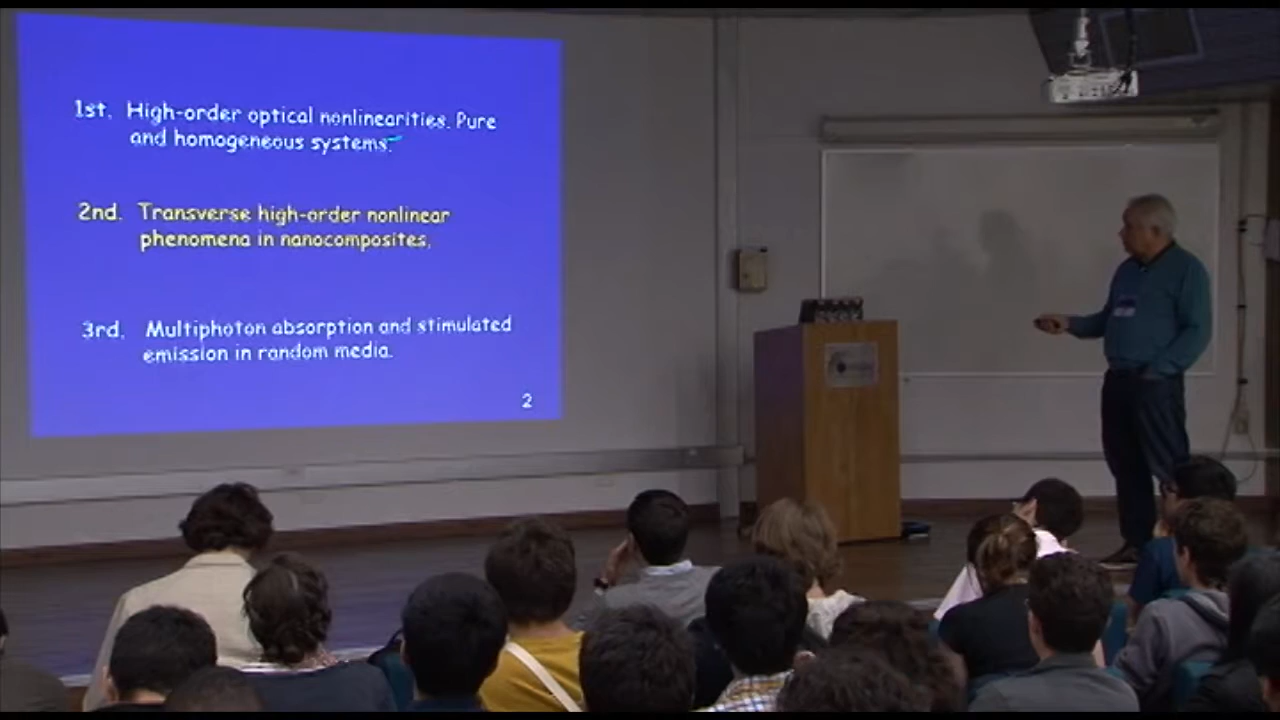 1st. High-order optical nonlinearities. Pure
and homogeneous systems.
2nd. Transverse high-order nonlinear
phenomena in nanocomposites.
3rd. Multiphoton absorption and stimulated
emission in random media.
2